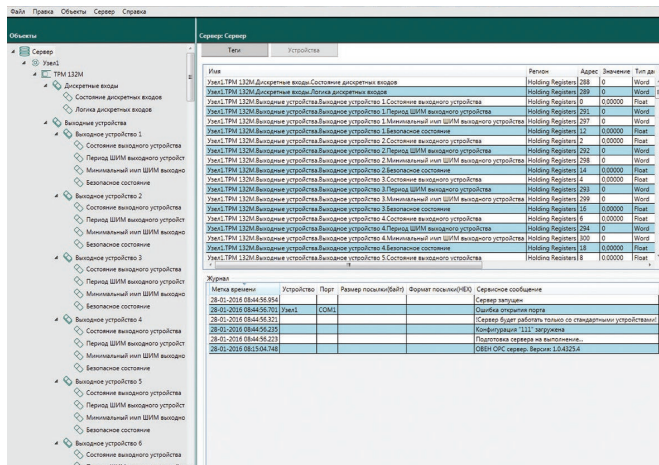 Файл Правка Объекты Сервер Справка
Объекты
Сервер: Сервер
Сервер
Узел1
ТРМ 132М
Дискретные входы
Состояние дискретных входов
Логика дискретных входов
Выходные устройства
Выходное устройство 1
Состояние выходного устройства
Период ШИМ выходного устройст
Минимальный имп ШИМ выходно
Безопасное состояние
Выходное устройство 2
Состояние выходного устройства
Период ШИМ выходного устройст
Минимальный имп ШИМ выходно
Безопасное состояние
Выходное устройство 3
Состояние выходного устройства
Период ШИМ выходного устройст
Минимальный имп ШИМ выходно
Безопасное состояние
Выходное устройство 4
Состояние выходного устройства
Период ШИМ выходного устройст
Минимальный имп ШИМ выходно
Безопасное состояние
Выходное устройство 5
Состояние выходного устройства
Период ШИМ выходного устройст
Минимальный имп ШИМ выходно
Безопасное состояние
Выходное устройство 6
Состояние выходного устройства
Теги Устройства
Имя Регион Адрес Значение Тип да
Узел1.ТРМ 132М.Дискретные входы.Состояние дискретных входов Holding Registers 288 0 Word
Узел1.ТРМ 132М.Дискретные входы.Логика дискретных входов Holding Registers 289 0 Word
Узел1.ТРМ 132М.Выходные устройства.Выходное устройство 1.Состояние выходного устройства Holding Registers 0 0,00000 Float
Узел1.ТРМ 132М.Выходные устройства.Выходное устройство 1.Период ШИМ выходного устройства Holding Registers 291 0 Word
Узел1.ТРМ 132М.Выходные устройства.Выходное устройство 1.Минимальный имп ШИМ выходного устройства Holding Registers 297 0 Word
Узел1.ТРМ 132М.Выходные устройства.Выходное устройство 1.Безопасное состояние Holding Registers 12 0,00000 Float
Узел1.ТРМ 132М.Выходные устройства.Выходное устройство 2.Состояние выходного устройства Holding Registers 2 0,00000 Float
Узел1.ТРМ 132М.Выходные устройства.Выходное устройство 2.Период ШИМ выходного устройства Holding Registers 292 0 Word
Узел1.ТРМ 132М.Выходные устройства.Выходное устройство 2.Минимальный имп ШИМ выходного устройства Holding Registers 298 0 Word
Узел1.ТРМ 132М.Выходные устройства.Выходное устройство 2.Безопасное состояние Holding Registers 14 0,00000 Float
Узел1.ТРМ 132М.Выходные устройства.Выходное устройство 3.Состояние выходного устройства Holding Registers 4 0,00000 Float
Узел1.ТРМ 132М.Выходные устройства.Выходное устройство 3.Период ШИМ выходного устройства Holding Registers 293 0 Word
Узел1.ТРМ 132М.Выходные устройства.Выходное устройство 3.Минимальный имп ШИМ выходного устройства Holding Registers 299 0 Word
Узел1.ТРМ 132М.Выходные устройства.Выходное устройство 3.Безопасное состояние Holding Registers 16 0,00000 Float
Узел1.ТРМ 132М.Выходные устройства.Выходное устройство 4.Состояние выходного устройства Holding Registers 6 0,00000 Float
Узел1.ТРМ 132М.Выходные устройства.Выходное устройство 4.Период ШИМ выходного устройства Holding Registers 294 0 Word
Узел1.ТРМ 132М.Выходные устройства.Выходное устройство 4.Минимальный имп ШИМ выходного устройства Holding Registers 300 0 Word
Узел1.ТРМ 132М.Выходные устройства.Выходное устройство 4.Безопасное состояние Holding Registers 18 0,00000 Float
Узел1.ТРМ 132М.Выходные устройства.Выходное устройство 5.Состояние выходного устройства Holding Registers 8 0,00000 Float
Журнал
Метка времени Устройство Порт Размер посылки(байт) Формат посылки(HEX) Сервисное сообщение
28-01-2016 08:44:56.954 Сервер запущен
28-01-2016 08:44:56.701 Узел1 COM1 Ошибка открытия порта
28-01-2016 08:44:56.321 !Сервер будет работать только со стандартными устройствами!
28-01-2016 08:44:56.235 Конфигурация "111" загружена
28-01-2016 08:44:56.223 Подготовка сервера на выполнение...
28-01-2016 08:15:04.748 ОВЕН OPC сервер. Версия: 1.0.4325.4